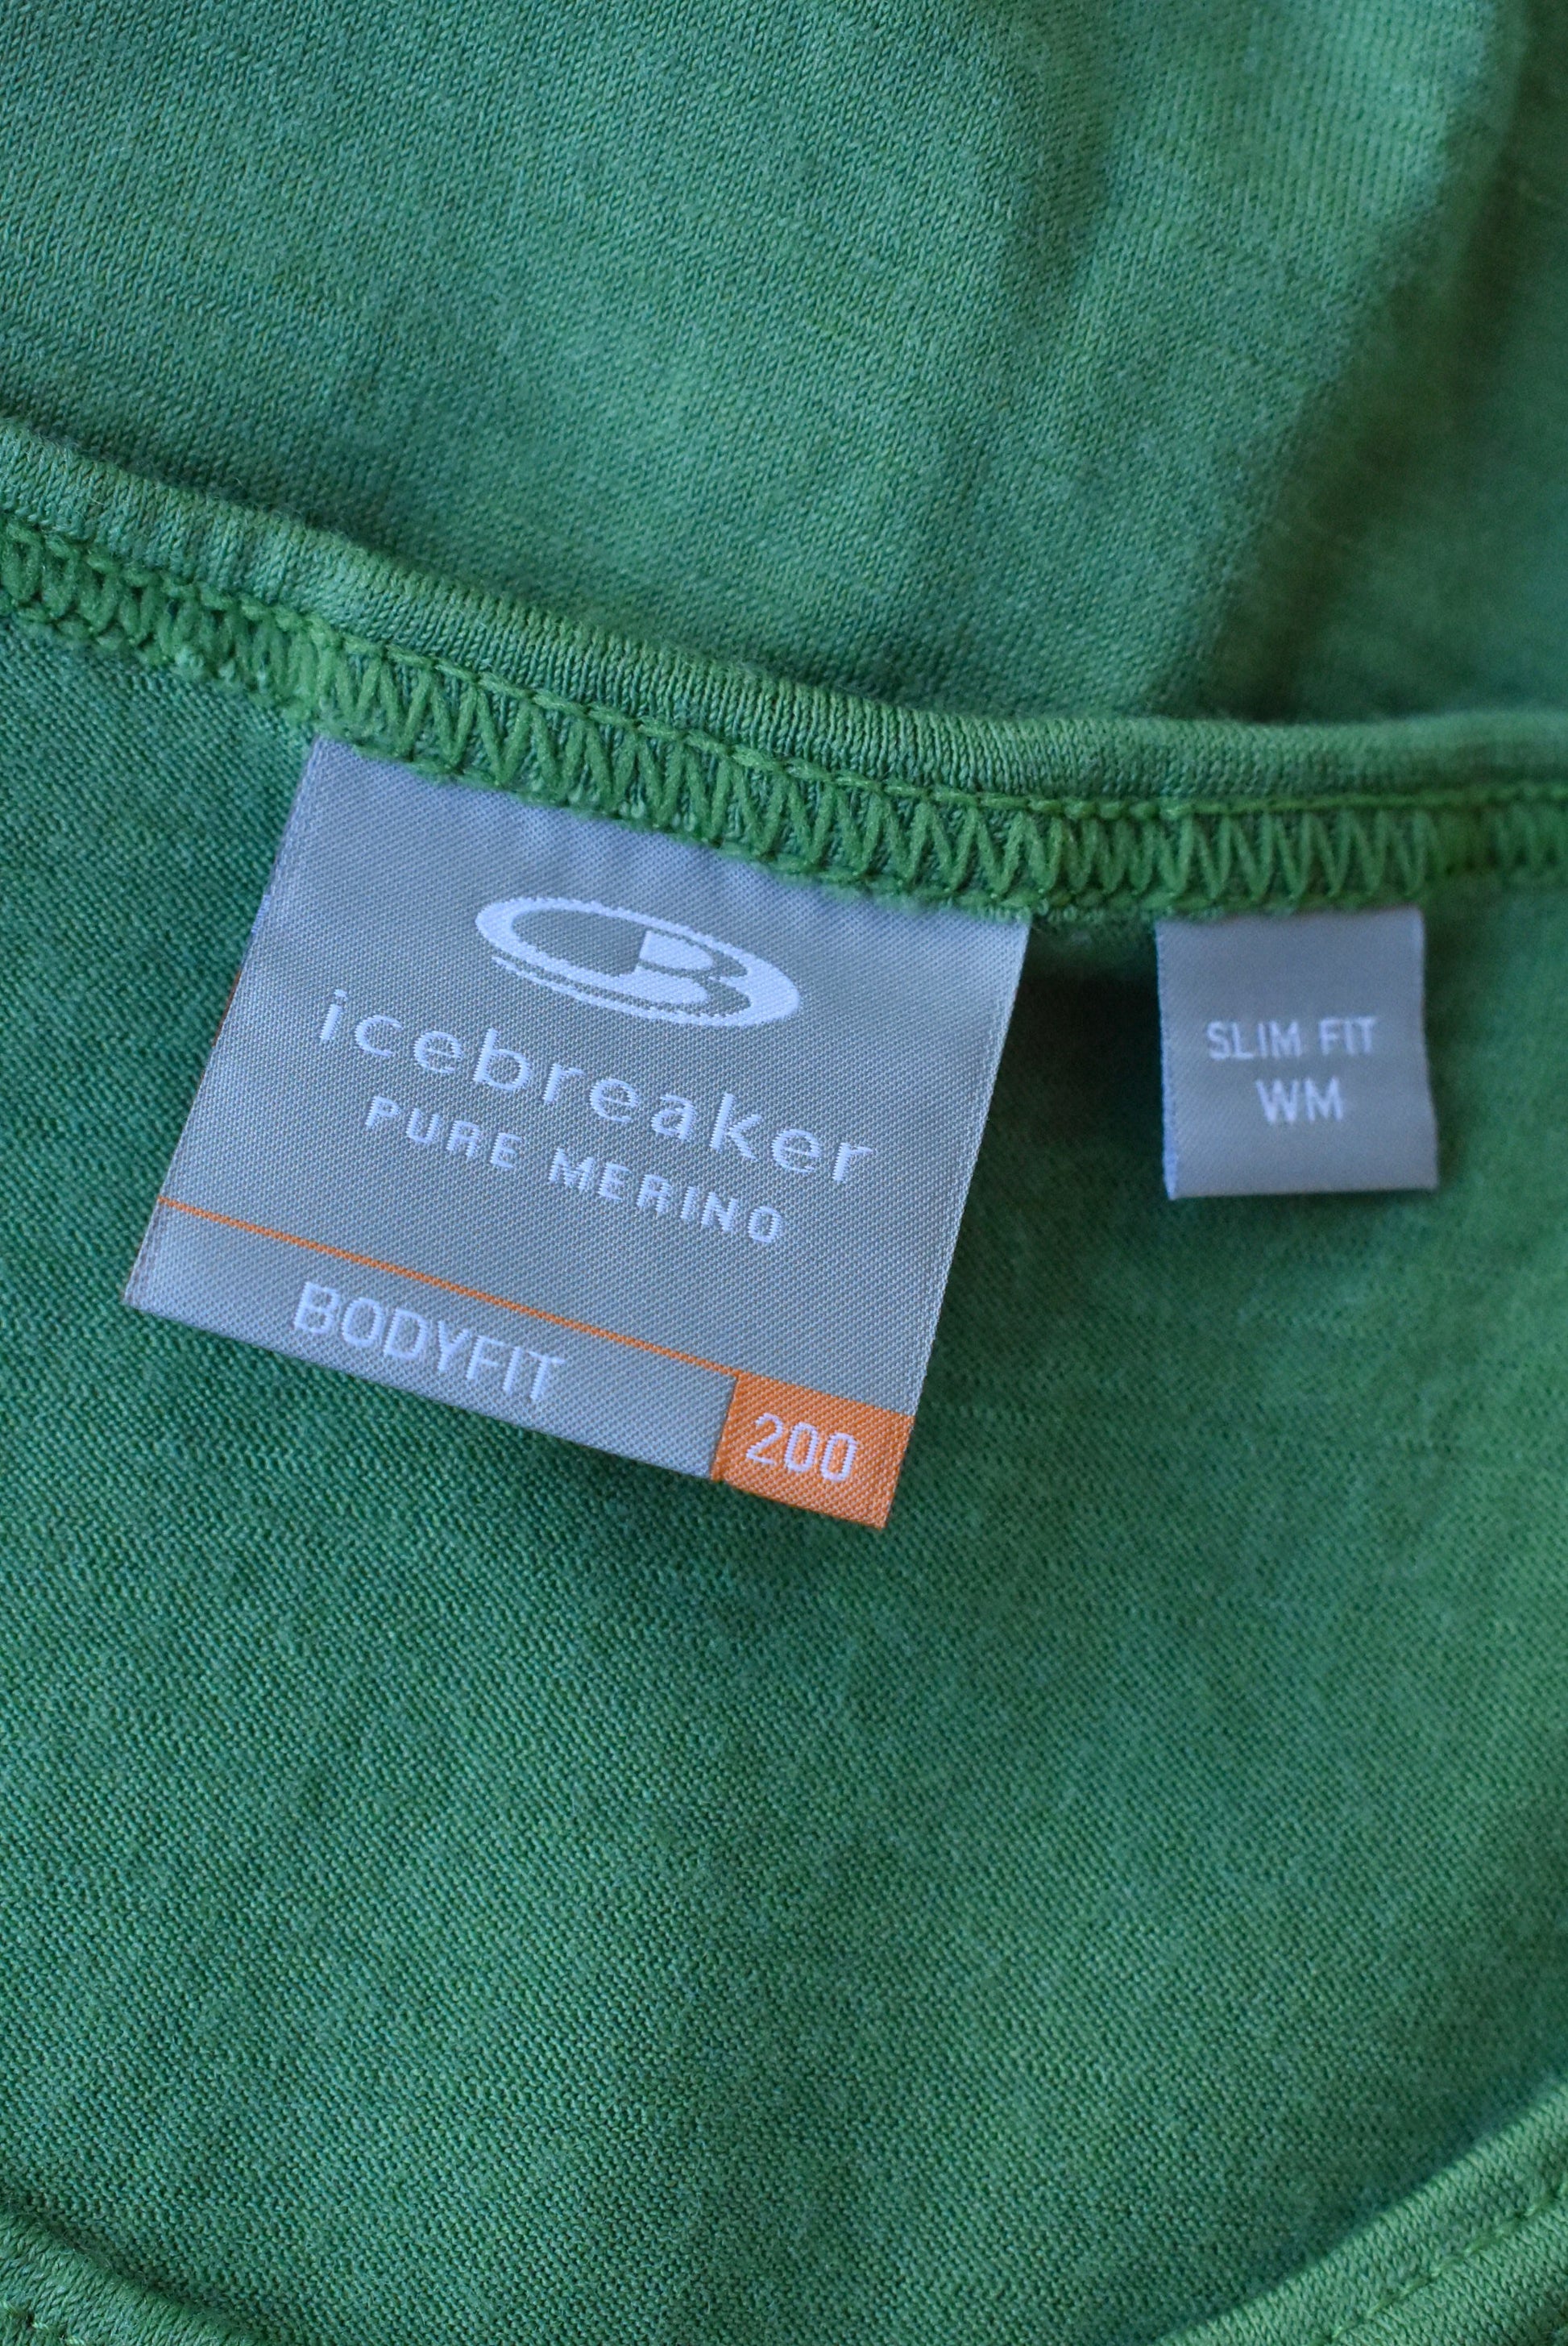 icebreaker
PURE MERINO
BODYFIT
200
SLIM FIT
WM